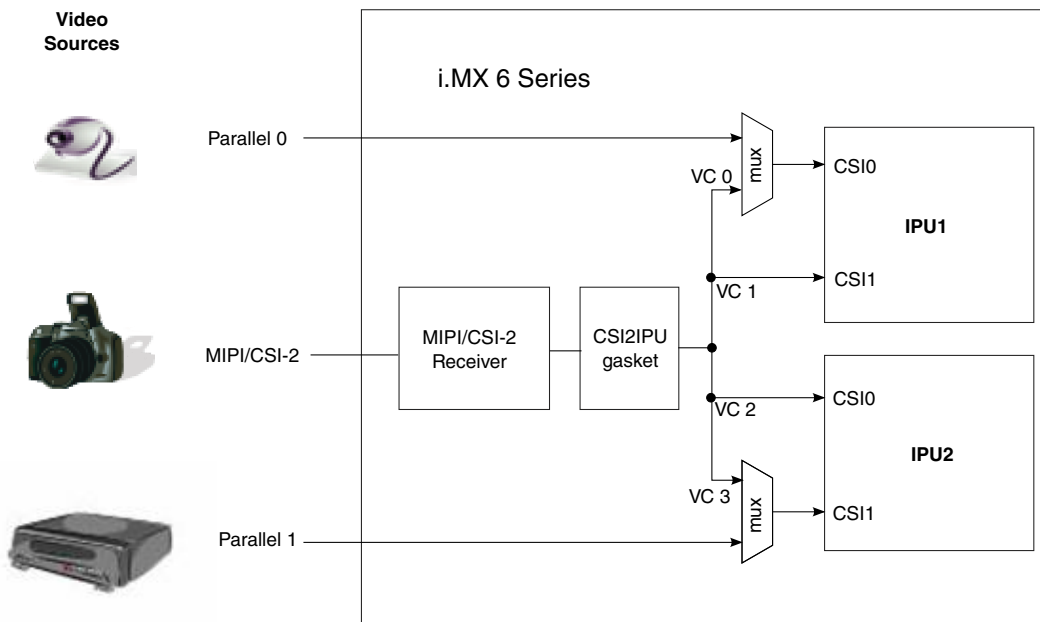 Video
Sources
i.MX 6 Series
Parallel 0
VC 0
mux
CSI0
IPU1
VC 1
CSI1
MIPI/CSI-2
MIPI/CSI-2
Receiver
CSI2IPU
gasket
VC 2
CSI0
IPU2
VC 3
mux
CSI1
Parallel 1